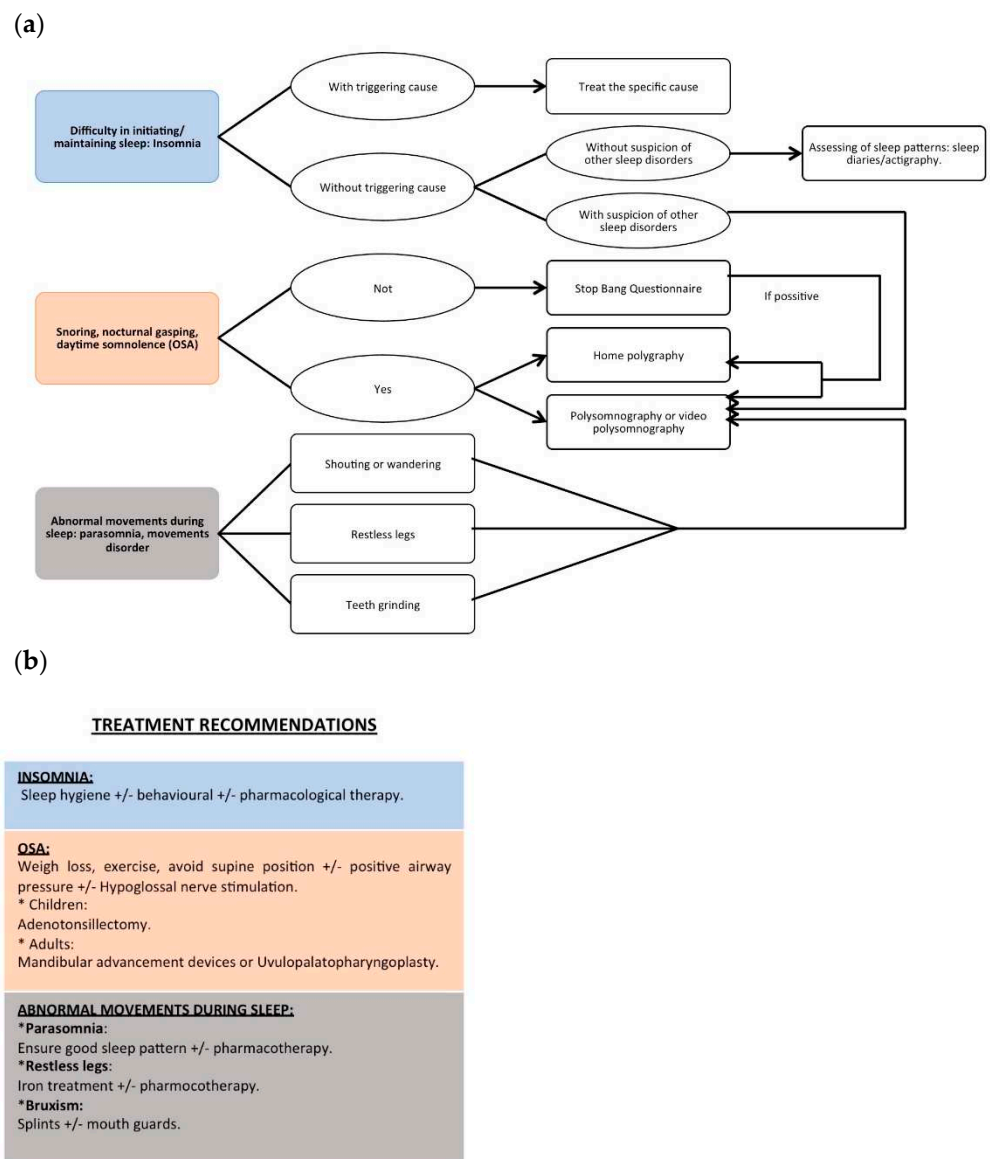 (a)
With triggering cause
Treat the specific cause
Difficulty in initiating/
maintaining sleep: Insomnia
Without suspicion of
other sleep disorders
Assessing of sleep patterns: sleep
diaries/actigraphy.
Without triggering cause
With suspicion of other
sleep disorders
Not
Stop Bang Questionnaire
If possitive
Snoring, nocturnal gasping,
daytime somnolence (OSA)
Home polygraphy
Yes
Polysomnography or video
polysomnography
Shouting or wandering
Abnormal movements during
sleep: parasomnia, movements
disorder
Restless legs
Teeth grinding
(b)
TREATMENT RECOMMENDATIONS
INSOMNIA:
Sleep hygiene +/- behavioural +/- pharmacological therapy.
OSA:
Weigh loss, exercise, avoid supine position +/- positive airway
pressure +/- Hypoglossal nerve stimulation.
* Children:
Adenotonsillectomy.
* Adults:
Mandibular advancement devices or Uvulopalatopharyngoplasty.
ABNORMAL MOVEMENTS DURING SLEEP:
*Parasomnia:
Ensure good sleep pattern +/- pharmacotherapy.
*Restless legs:
Iron treatment +/- pharmocotherapy.
*Bruxism:
Splints +/- mouth guards.